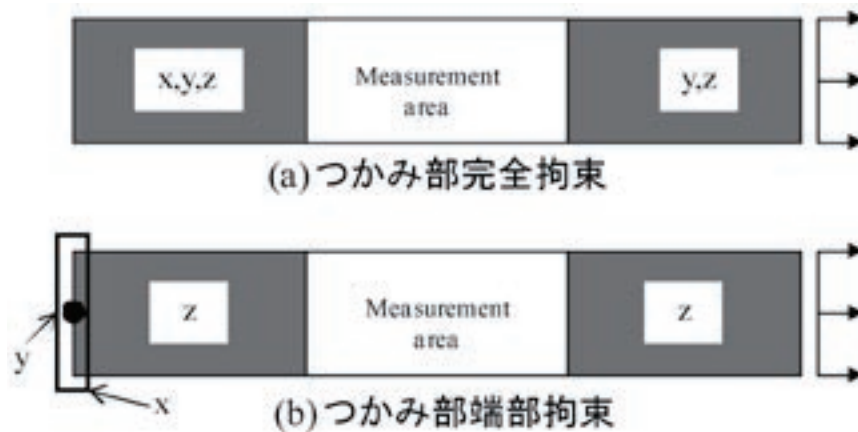 x,y,z
Measurement
area
y,z
(a)つかみ部完全拘束
z
Measurement
area
z
y
x
(b)つかみ部端部拘束